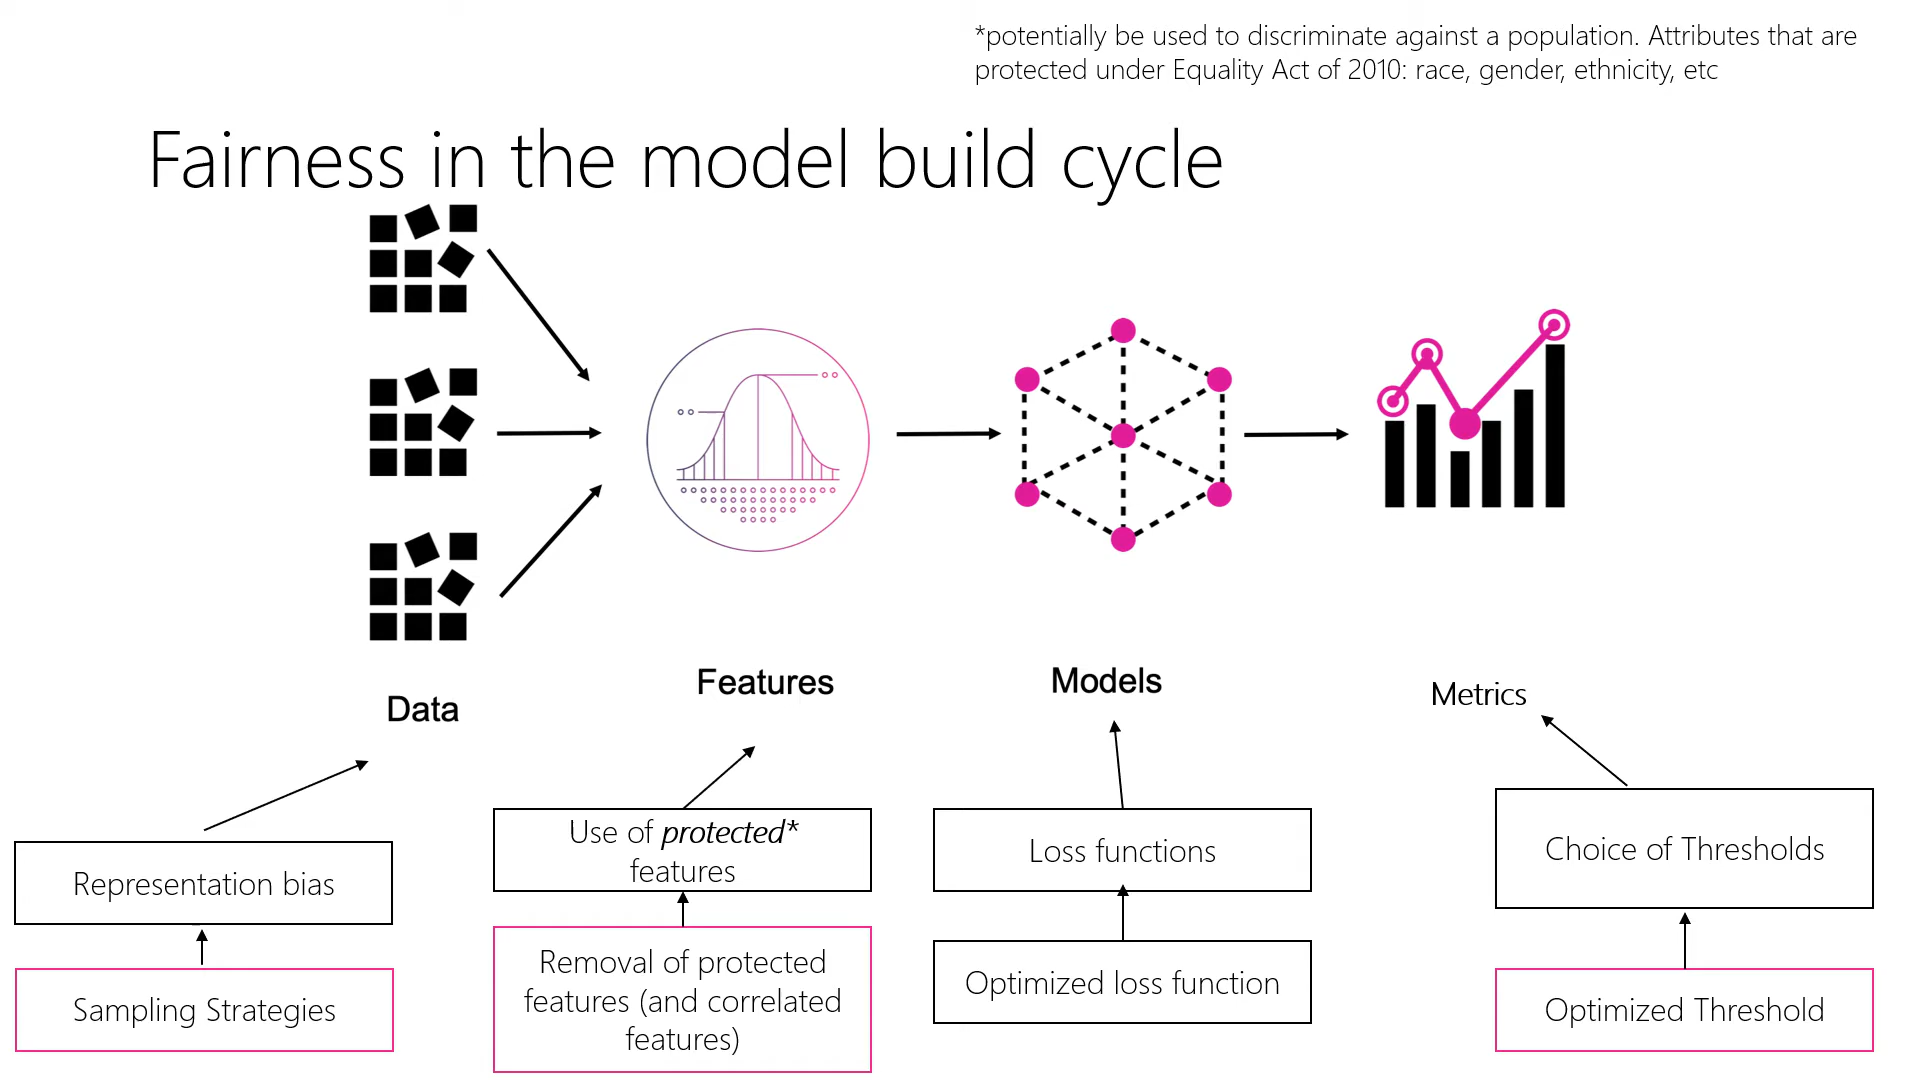 *potentially be used to discriminate against a population. Attributes that are
protected under Equality Act of 2010: race, gender, ethnicity, etc
Fairness in the model build cycle
Data
Features
Models
Metrics
Representation bias
Use of protected*
features
Loss functions
Choice of Thresholds
Sampling Strategies
Removal of protected
features (and correlated
features)
Optimized loss function
Optimized Threshold